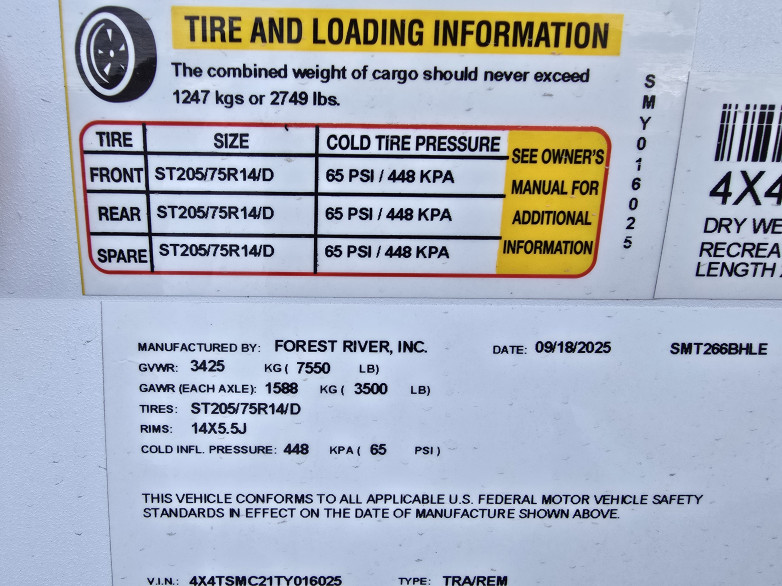 TIRE AND LOADING INFORMATION
The combined weight of cargo should never exceed
1247 kgs or 2749 lbs.
TIRE SIZE COLD TIRE PRESSURE
FRONT ST205/75R14/D 65 PSI / 448 KPA
REAR ST205/75R14/D 65 PSI / 448 KPA
SPARE ST205/75R14/D 65 PSI / 448 KPA
SEE OWNER'S
MANUAL FOR
ADDITIONAL
INFORMATION
SMY016025
4X4
DRY WE
RECREA
LENGTH
MANUFACTURED BY: FOREST RIVER, INC. DATE: 09/18/2025 SMT266BHLE
GVWR: 3425 KG ( 7550 LB)
GAWR (EACH AXLE): 1588 KG ( 3500 LB)
TIRES: ST205/75R14/D
RIMS: 14X5.5J
COLD INFL. PRESSURE: 448 KPA ( 65 PSI )
THIS VEHICLE CONFORMS TO ALL APPLICABLE U.S. FEDERAL MOTOR VEHICLE SAFETY
STANDARDS IN EFFECT ON THE DATE OF MANUFACTURE SHOWN ABOVE.
V.I.N.: 4X4TSMC21TY016025 TYPE: TRA/REM